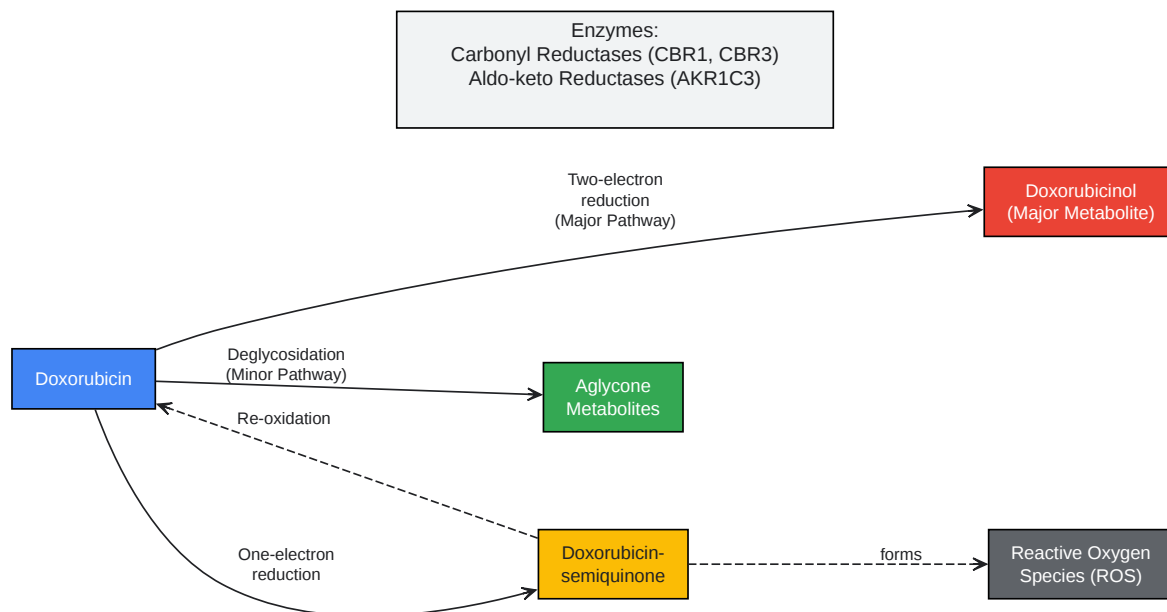 Enzymes:
Carbonyl Reductases (CBR1, CBR3)
Aldo-keto Reductases (AKR1C3)
Two-electron
reduction
(Major Pathway)
Doxorubicinol
(Major Metabolite)
Doxorubicin
Deglycosidation
(Minor Pathway)
Aglycone
Metabolites
Re-oxidation
One-electron
reduction
Doxorubicin-
semiquinone
forms
Reactive Oxygen
Species (ROS)